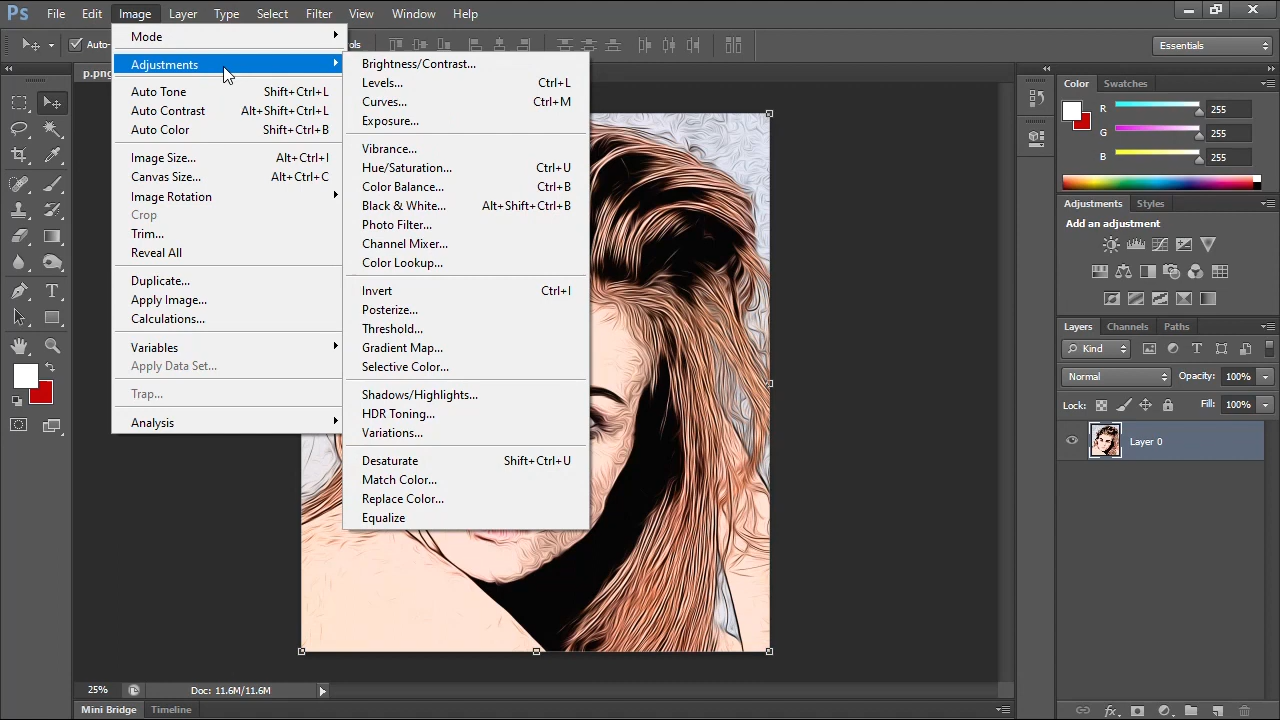 Ps File Edit Image Layer Type Select Filter View Window Help
Auto-
ols
Essentials
p.png
Mode
Adjustments
Auto Tone Shift+Ctrl+L
Auto Contrast Alt+Shift+Ctrl+L
Auto Color Shift+Ctrl+B
Image Size... Alt+Ctrl+I
Canvas Size... Alt+Ctrl+C
Image Rotation
Crop
Trim...
Reveal All
Duplicate...
Apply Image...
Calculations...
Variables
Apply Data Set...
Trap...
Analysis
Brightness/Contrast...
Levels... Ctrl+L
Curves... Ctrl+M
Exposure...
Vibrance...
Hue/Saturation... Ctrl+U
Color Balance... Ctrl+B
Black & White... Alt+Shift+Ctrl+B
Photo Filter...
Channel Mixer...
Color Lookup...
Invert Ctrl+I
Posterize...
Threshold...
Gradient Map...
Selective Color...
Shadows/Highlights...
HDR Toning...
Variations...
Desaturate Shift+Ctrl+U
Match Color...
Replace Color...
Equalize
Color Swatches
R 255
G 255
B 255
Adjustments Styles
Add an adjustment
Layers Channels Paths
Kind
Normal Opacity: 100%
Lock: Fill: 100%
Layer 0
25% Doc: 11.6M/11.6M
Mini Bridge Timeline